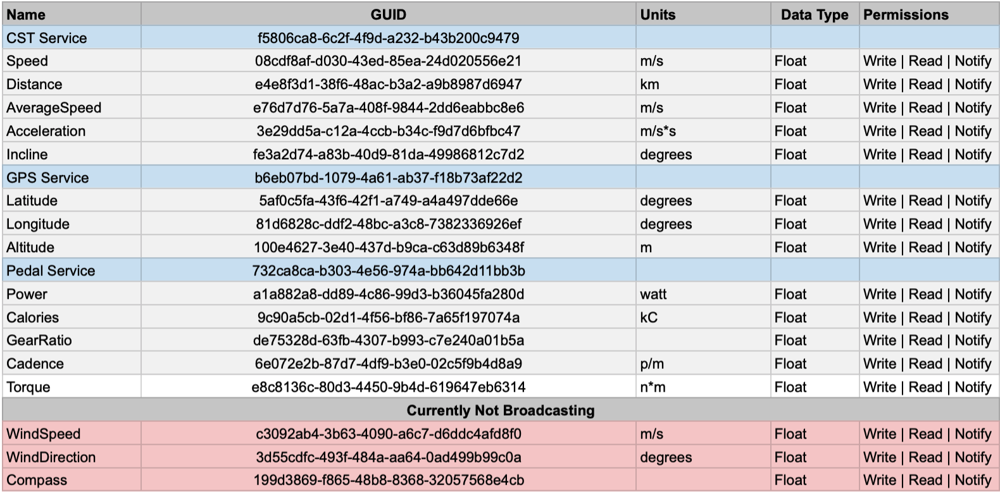 Name GUID Units Data Type Permissions
CST Service f5806ca8-6c2f-4f9d-a232-b43b200c9479
Speed 08cdf8af-d030-43ed-85ea-24d020556e21 m/s Float Write | Read | Notify
Distance e4e8f3d1-38f6-48ac-b3a2-a9b8987d6947 km Float Write | Read | Notify
AverageSpeed e76d7d76-5a7a-408f-9844-2dd6eabbc8e6 m/s Float Write | Read | Notify
Acceleration 3e29dd5a-c12a-4ccb-b34c-f9d7d6bfbc47 m/s*s Float Write | Read | Notify
Incline fe3a2d74-a83b-40d9-81da-49986812c7d2 degrees Float Write | Read | Notify
GPS Service b6eb07bd-1079-4a61-ab37-f18b73af22d2
Latitude 5af0c5fa-43f6-42f1-a749-a4a497dde66e degrees Float Write | Read | Notify
Longitude 81d6828c-ddf2-48bc-a3c8-7382336926ef degrees Float Write | Read | Notify
Altitude 100e4627-3e40-437d-b9ca-c63d89b6348f m Float Write | Read | Notify
Pedal Service 732ca8ca-b303-4e56-974a-bb642d11bb3b
Power a1a882a8-dd89-4c86-99d3-b36045fa280d watt Float Write | Read | Notify
Calories 9c90a5cb-02d1-4f56-bf86-7a65f197074a kC Float Write | Read | Notify
GearRatio de75328d-63fb-4307-b993-c7e240a01b5a Float Write | Read | Notify
Cadence 6e072e2b-87d7-4df9-b3e0-02c5f9b4d8a9 p/m Float Write | Read | Notify
Torque e8c8136c-80d3-4450-9b4d-619647eb6314 n*m Float Write | Read | Notify
Currently Not Broadcasting
WindSpeed c3092ab4-3b63-4090-a6c7-d6ddc4afd8f0 m/s Float Write | Read | Notify
WindDirection 3d55cdfc-493f-484a-aa64-0ad499b99c0a degrees Float Write | Read | Notify
Compass 199d3869-f865-48b8-8368-32057568e4cb Float Write | Read | Notify